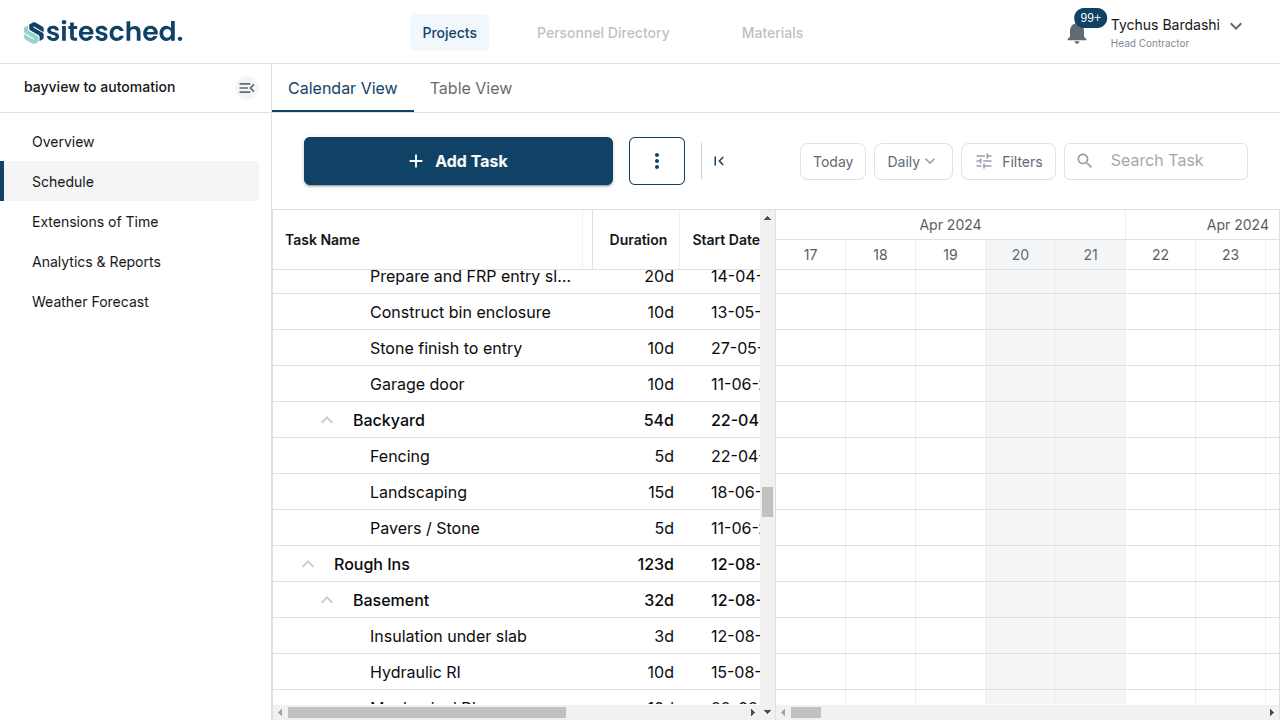 sitesched.
Projects
Personnel Directory
Materials
99+
Tychus Bardashi
Head Contractor
bayview to automation
Calendar View
Table View
Overview
Schedule
Extensions of Time
Analytics & Reports
Weather Forecast
Add Task
Today
Daily
Filters
Search Task
Task Name
Duration
Start Date
Apr 2024
Apr 2024
17 18 19 20 21 22 23
Prepare and FRP entry sl... 20d 14-04-
Construct bin enclosure 10d 13-05-
Stone finish to entry 10d 27-05-
Garage door 10d 11-06-
Backyard 54d 22-04
Fencing 5d 22-04-
Landscaping 15d 18-06-
Pavers / Stone 5d 11-06-
Rough Ins 123d 12-08-
Basement 32d 12-08-
Insulation under slab 3d 12-08-
Hydraulic RI 10d 15-08-